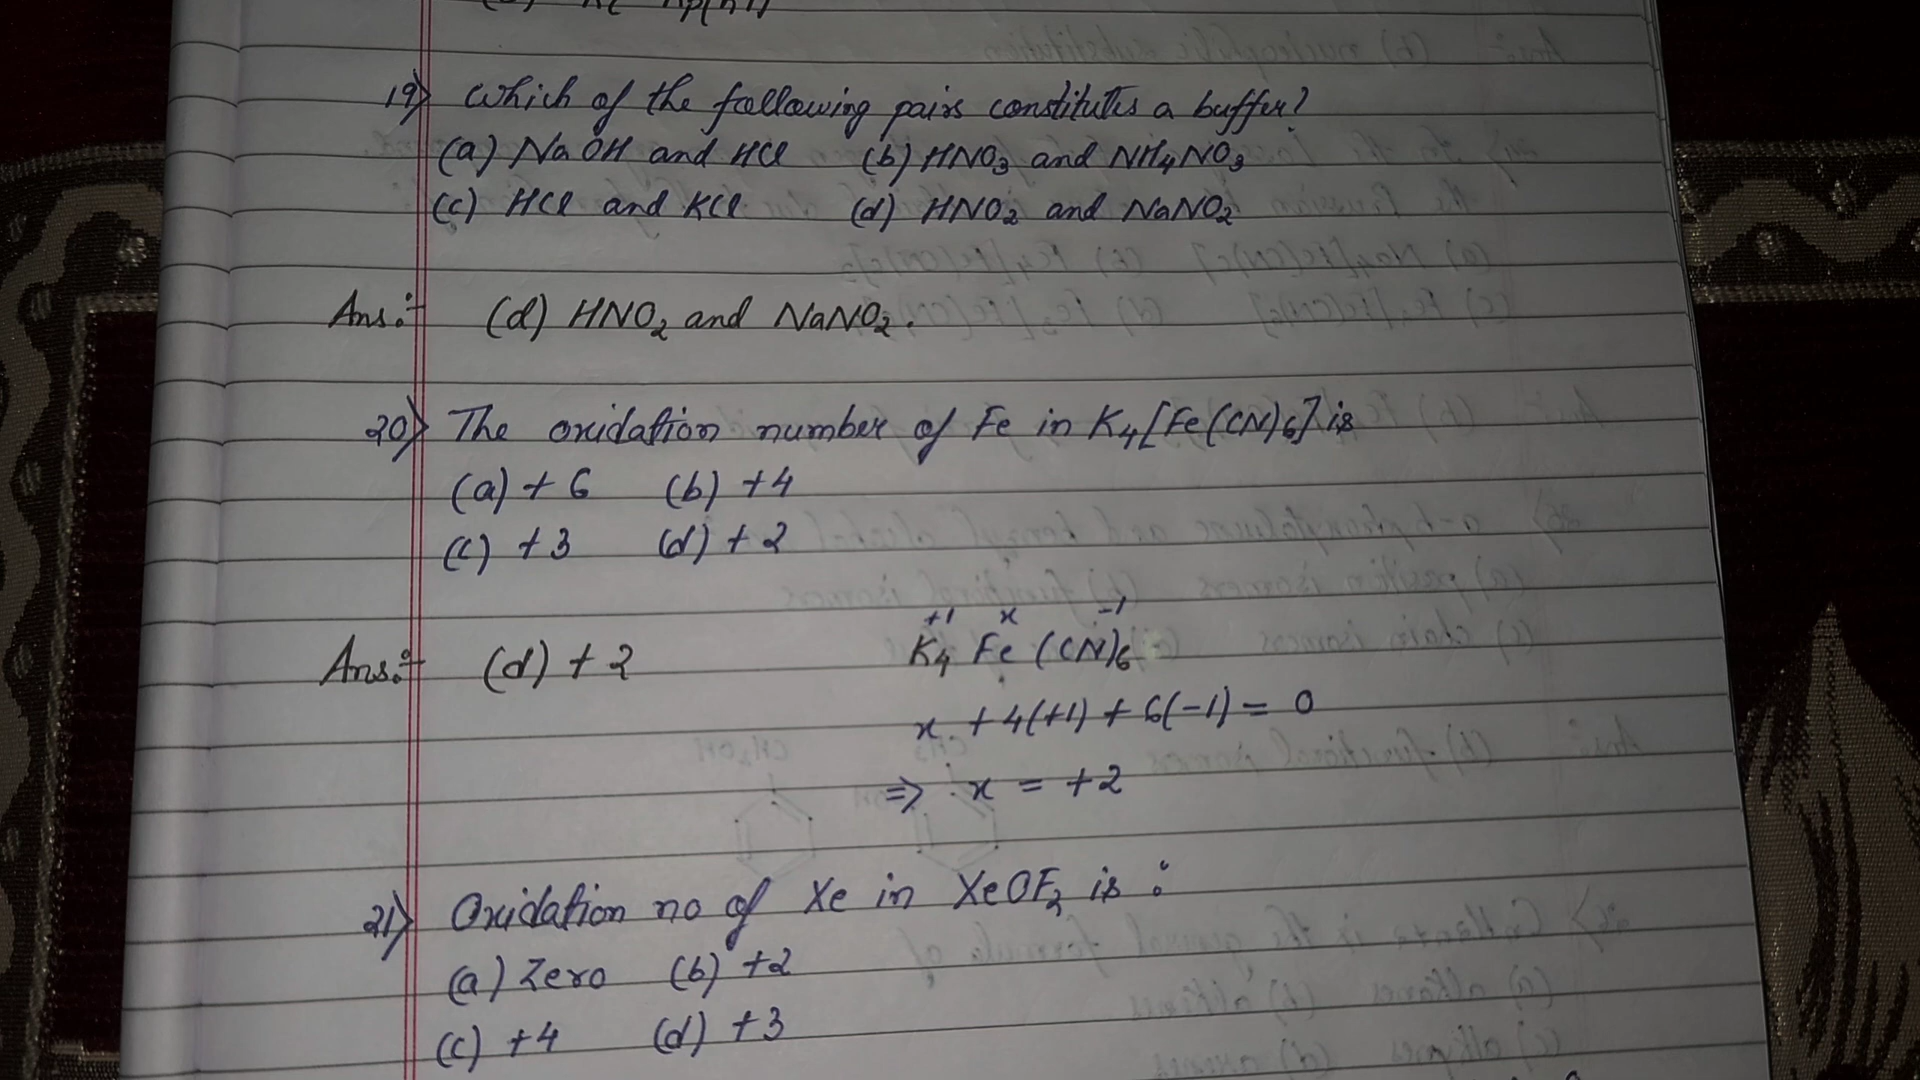 19) Which of the following pairs constitutes a buffer?
(a) NaOH and HCl (b) HNO₃ and NH₄NO₃
(c) HCl and KCl (d) HNO₂ and NaNO₂
Ans:- (d) HNO₂ and NaNO₂.
20) The oxidation number of Fe in K₄[Fe(CN)₆] is
(a) +6 (b) +4
(c) +3 (d) +2
+1 x -1
Ans:- (d) +2 K₄ Fe (CN)₆
x + 4(+1) + 6(-1) = 0
⇒ x = +2
21) Oxidation no of Xe in XeOF₂ is :
(a) Zero (b) +2
(c) +4 (d) +3